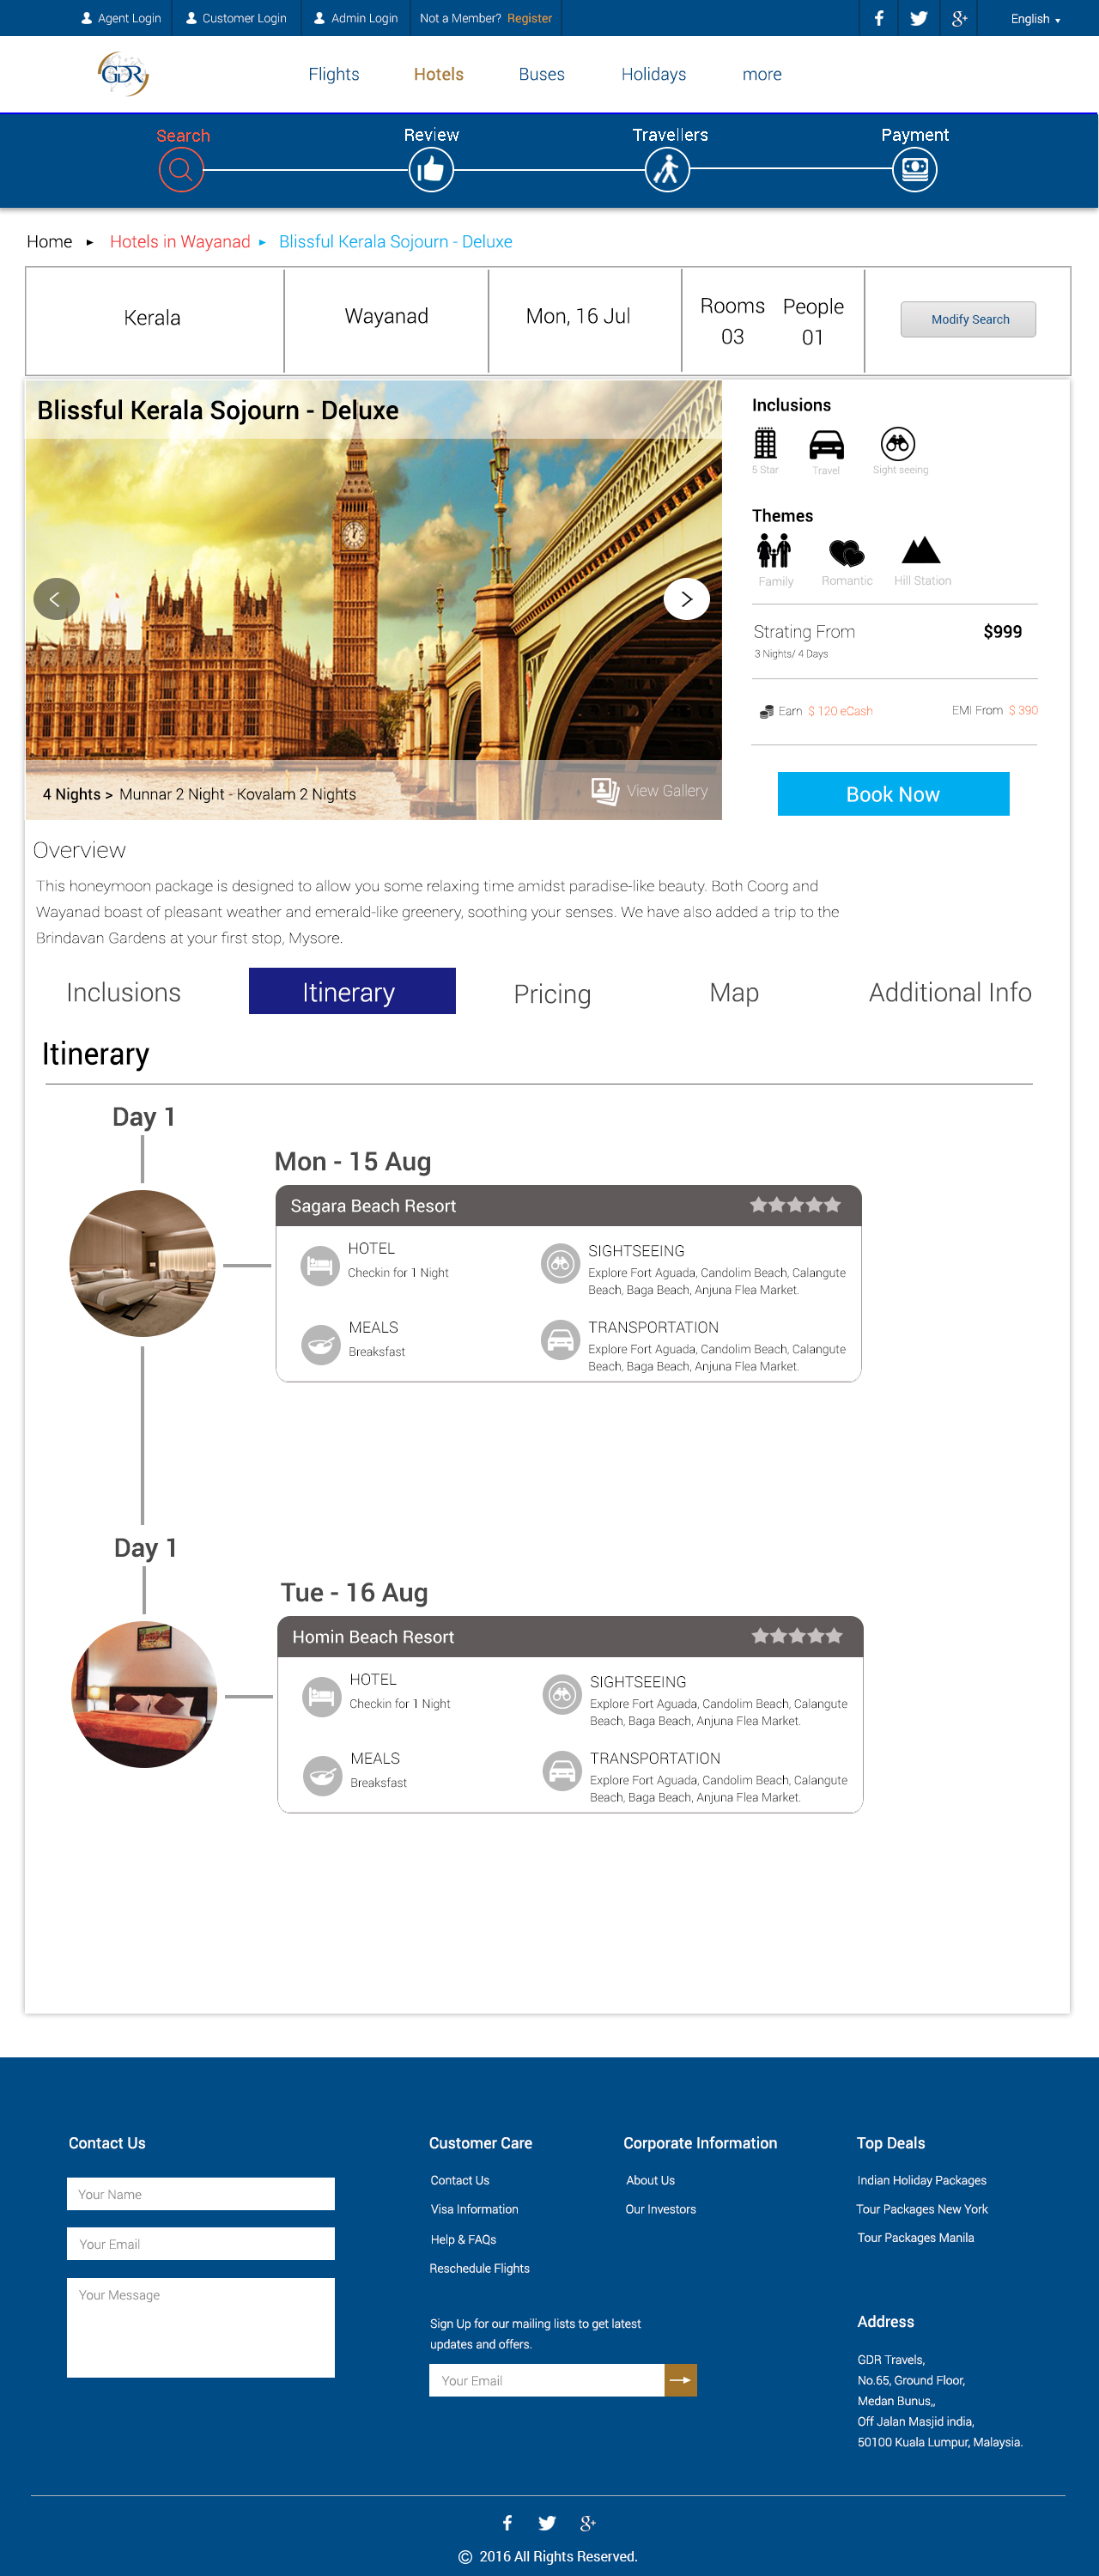 Agent Login Customer Login Admin Login Not a Member? Register English
GDR Flights Hotels Buses Holidays more
Search Review Travellers Payment
Home Hotels in Wayanad Blissful Kerala Sojourn - Deluxe
Kerala Wayanad Mon, 16 Jul Rooms 03 People 01 Modify Search
Blissful Kerala Sojourn - Deluxe
4 Nights > Munnar 2 Night - Kovalam 2 Nights View Gallery
Inclusions
5 Star Travel Sight seeing
Themes
Family Romantic Hill Station
Strating From $999
3 Nights/ 4 Days
Earn $ 120 eCash EMI From $ 390
Book Now
Overview
This honeymoon package is designed to allow you some relaxing time amidst paradise-like beauty. Both Coorg and
Wayanad boast of pleasant weather and emerald-like greenery, soothing your senses. We have also added a trip to the
Brindavan Gardens at your first stop, Mysore.
Inclusions Itinerary Pricing Map Additional Info
Itinerary
Day 1
Mon - 15 Aug
Sagara Beach Resort
HOTEL
Checkin for 1 Night
SIGHTSEEING
Explore Fort Aguada, Candolim Beach, Calangute
Beach, Baga Beach, Anjuna Flea Market.
MEALS
Breaksfast
TRANSPORTATION
Explore Fort Aguada, Candolim Beach, Calangute
Beach, Baga Beach, Anjuna Flea Market.
Day 1
Tue - 16 Aug
Homin Beach Resort
HOTEL
Checkin for 1 Night
SIGHTSEEING
Explore Fort Aguada, Candolim Beach, Calangute
Beach, Baga Beach, Anjuna Flea Market.
MEALS
Breaksfast
TRANSPORTATION
Explore Fort Aguada, Candolim Beach, Calangute
Beach, Baga Beach, Anjuna Flea Market.
Contact Us
Your Name
Your Email
Your Message
Customer Care
Contact Us
Visa Information
Help & FAQs
Reschedule Flights
Corporate Information
About Us
Our Investors
Top Deals
Indian Holiday Packages
Tour Packages New York
Tour Packages Manila
Sign Up for our mailing lists to get latest
updates and offers.
Your Email
Address
GDR Travels,
No.65, Ground Floor,
Medan Bunus,,
Off Jalan Masjid india,
50100 Kuala Lumpur, Malaysia.
© 2016 All Rights Reserved.